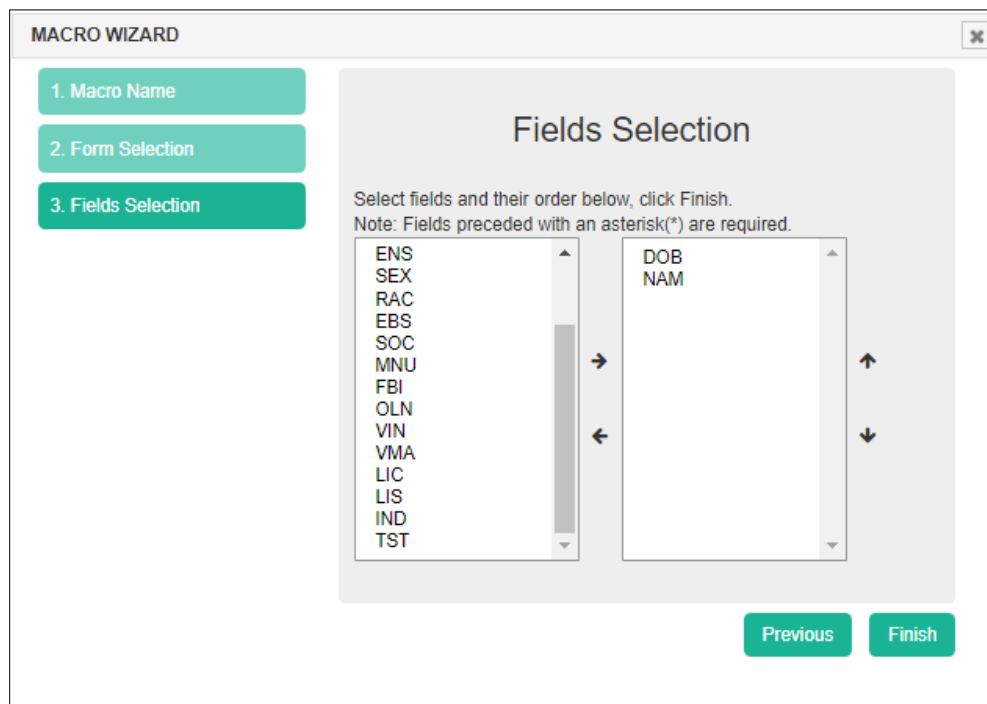 MACRO WIZARD
1. Macro Name
2. Form Selection
3. Fields Selection
Fields Selection
Select fields and their order below, click Finish.
Note: Fields preceded with an asterisk(*) are required.
ENS
SEX
RAC
EBS
SOC
MNU
FBI
OLN
VIN
VMA
LIC
LIS
IND
TST
DOB
NAM
Previous
Finish